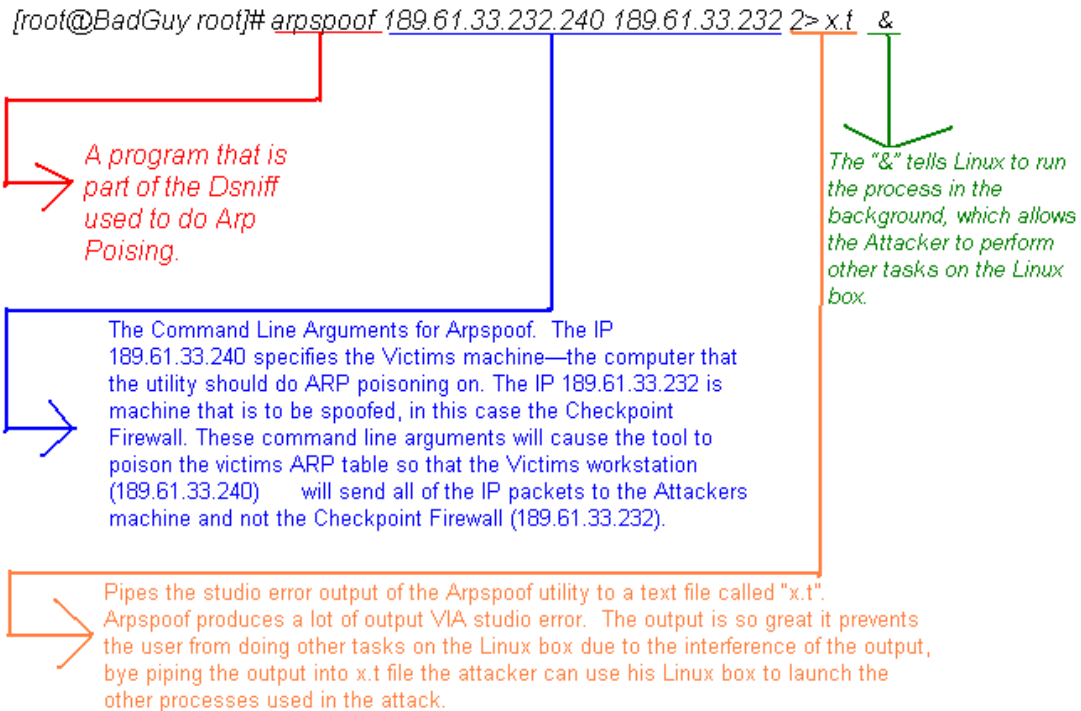 [root@BadGuy root]# arpspoof 189.61.33.232.240 189.61.33.232 2> x.t &
A program that is
part of the Dsniff
used to do Arp
Poising.
The "&" tells Linux to run
the process in the
background, which allows
the Attacker to perform
other tasks on the Linux
box.
The Command Line Arguments for Arpspoof. The IP
189.61.33.240 specifies the Victims machine—the computer that
the utility should do ARP poisoning on. The IP 189.61.33.232 is
machine that is to be spoofed, in this case the Checkpoint
Firewall. These command line arguments will cause the tool to
poison the victims ARP table so that the Victims workstation
(189.61.33.240) will send all of the IP packets to the Attackers
machine and not the Checkpoint Firewall (189.61.33.232).
Pipes the studio error output of the Arpspoof utility to a text file called "x.t".
Arpspoof produces a lot of output VIA studio error. The output is so great it prevents
the user from doing other tasks on the Linux box due to the interference of the output,
bye piping the output into x.t file the attacker can use his Linux box to launch the
other processes used in the attack.